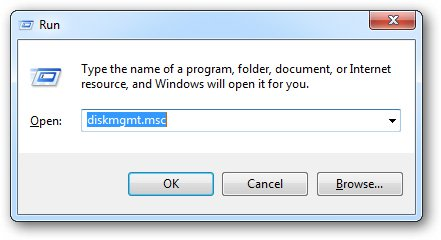 Run
Type the name of a program, folder, document, or Internet
resource, and Windows will open it for you.
Open: diskmgmt.msc
OK Cancel Browse...